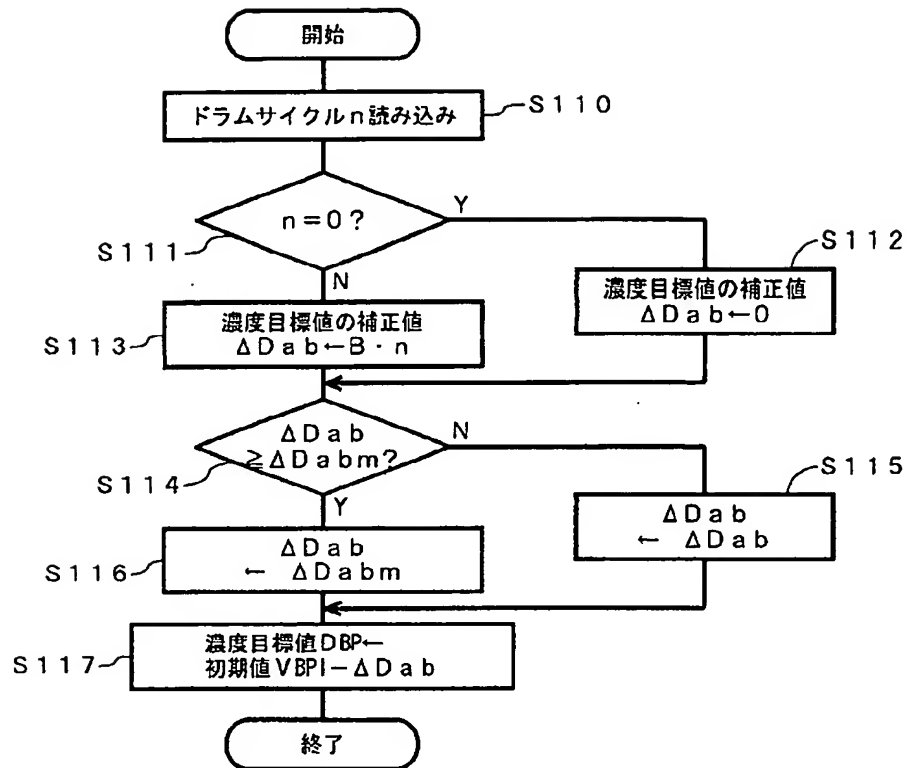 開始
ドラムサイクルn読み込み
S110
n=0?
Y
S111
N
S112
濃度目標値の補正値
ΔDab←0
濃度目標値の補正値
ΔDab←B・n
S113
ΔDab
≧ΔDabm?
N
S114
Y
S115
ΔDab
← ΔDab
ΔDab
← ΔDabm
S116
濃度目標値DBP←
初期値VBPI−ΔDab
S117
終了